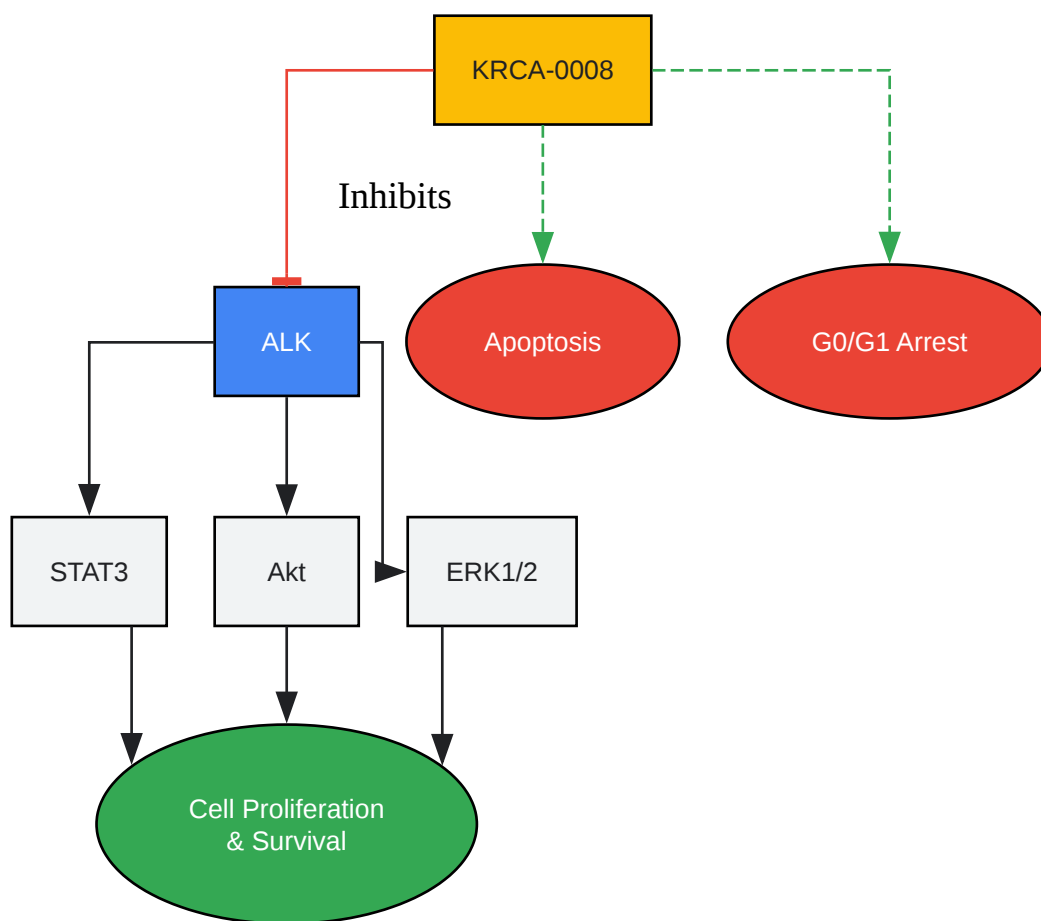 KRCA-0008
Inhibits
ALK
Apoptosis
G0/G1 Arrest
STAT3
Akt
ERK1/2
Cell Proliferation
& Survival